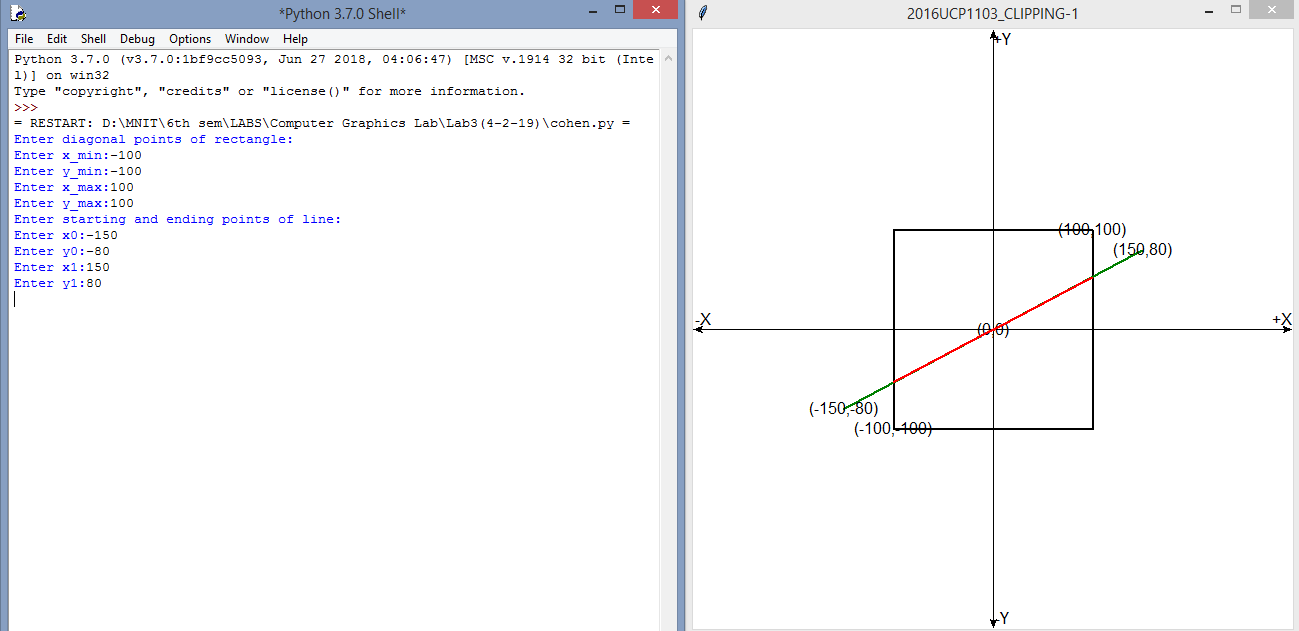 *Python 3.7.0 Shell*
File Edit Shell Debug Options Window Help
Python 3.7.0 (v3.7.0:1bf9cc5093, Jun 27 2018, 04:06:47) [MSC v.1914 32 bit (Inte
l)] on win32
Type "copyright", "credits" or "license()" for more information.
>>>
= RESTART: D:\MNIT\6th sem\LABS\Computer Graphics Lab\Lab3(4-2-19)\cohen.py =
Enter diagonal points of rectangle:
Enter x_min:-100
Enter y_min:-100
Enter x_max:100
Enter y_max:100
Enter starting and ending points of line:
Enter x0:-150
Enter y0:-80
Enter x1:150
Enter y1:80
2016UCP1103_CLIPPING-1
+Y
(100,100)
(150,80)
-X
+X
(0,0)
(-150,-80)
(-100,-100)
-Y